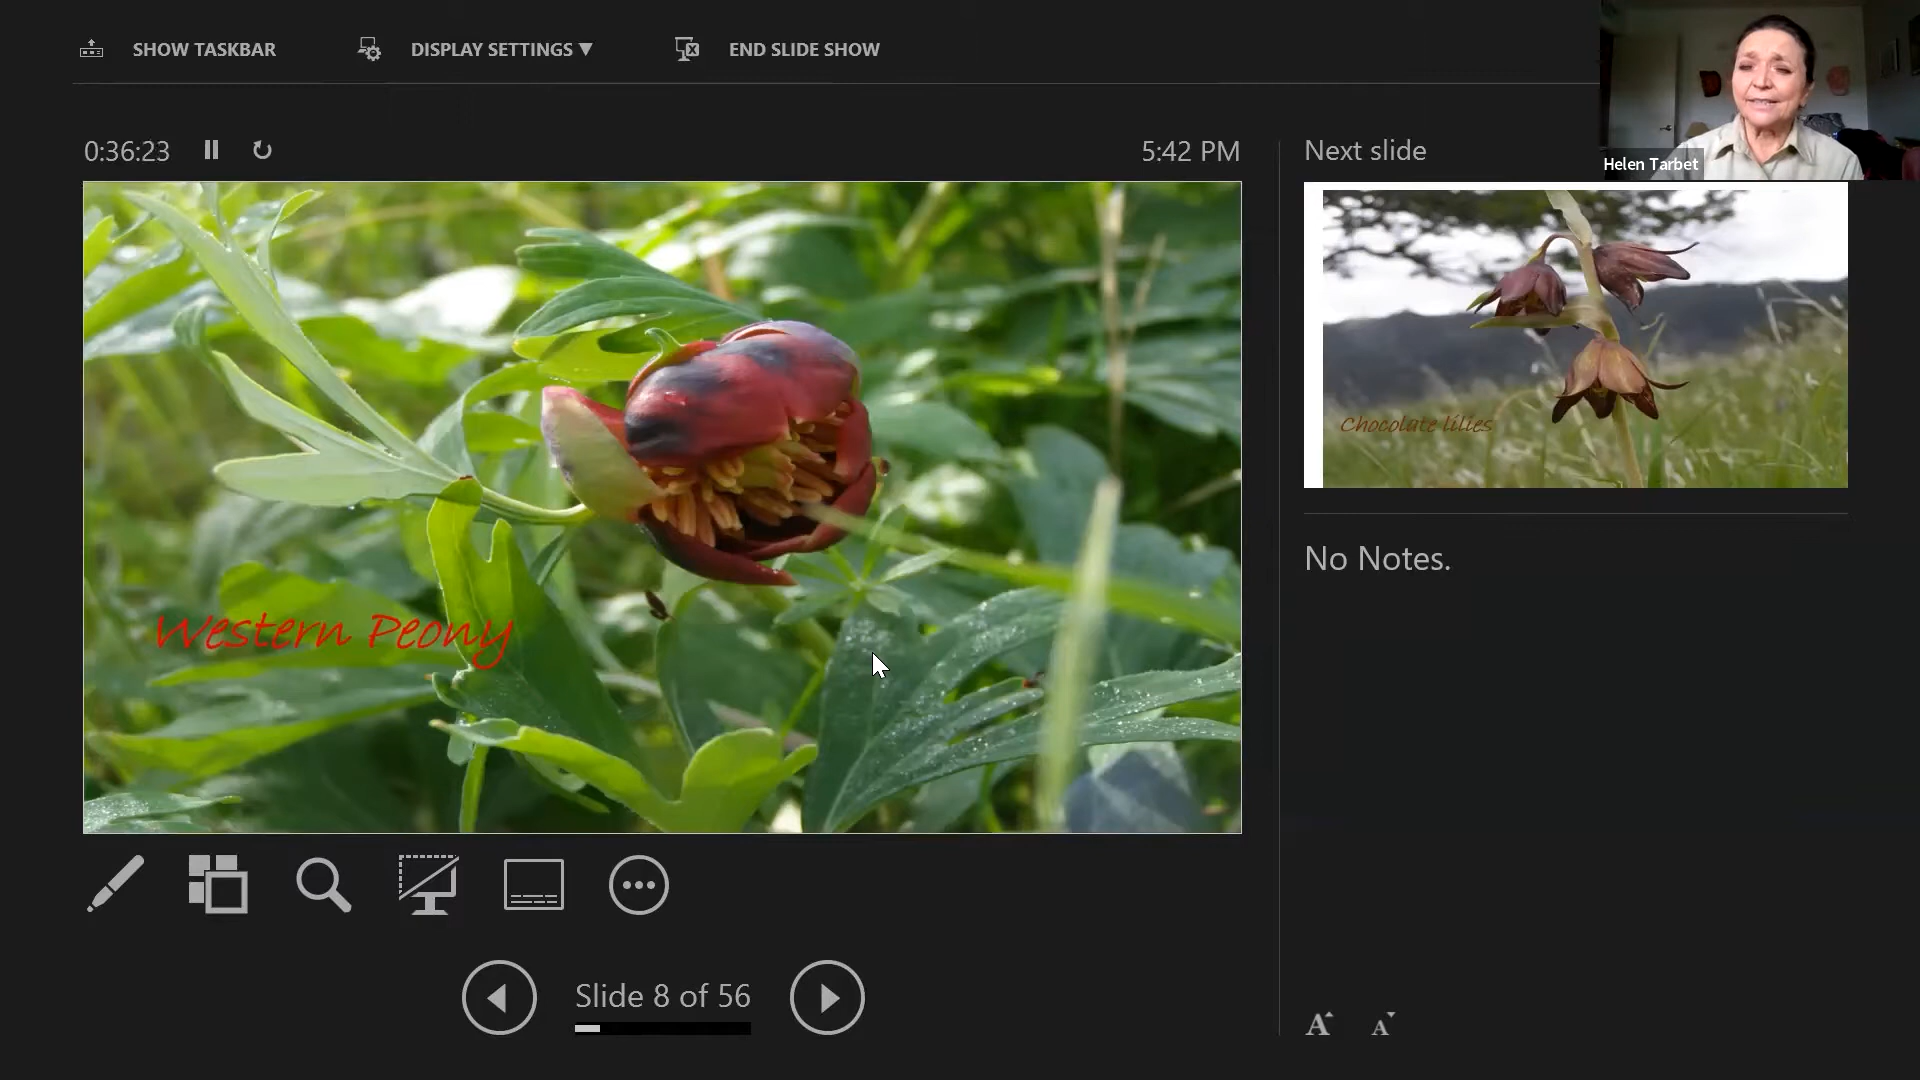 SHOW TASKBAR
DISPLAY SETTINGS ▼
END SLIDE SHOW
Helen Tarbet
0:36:23
5:42 PM
Next slide
Western Peony
Chocolate lilies
No Notes.
Slide 8 of 56
A
A